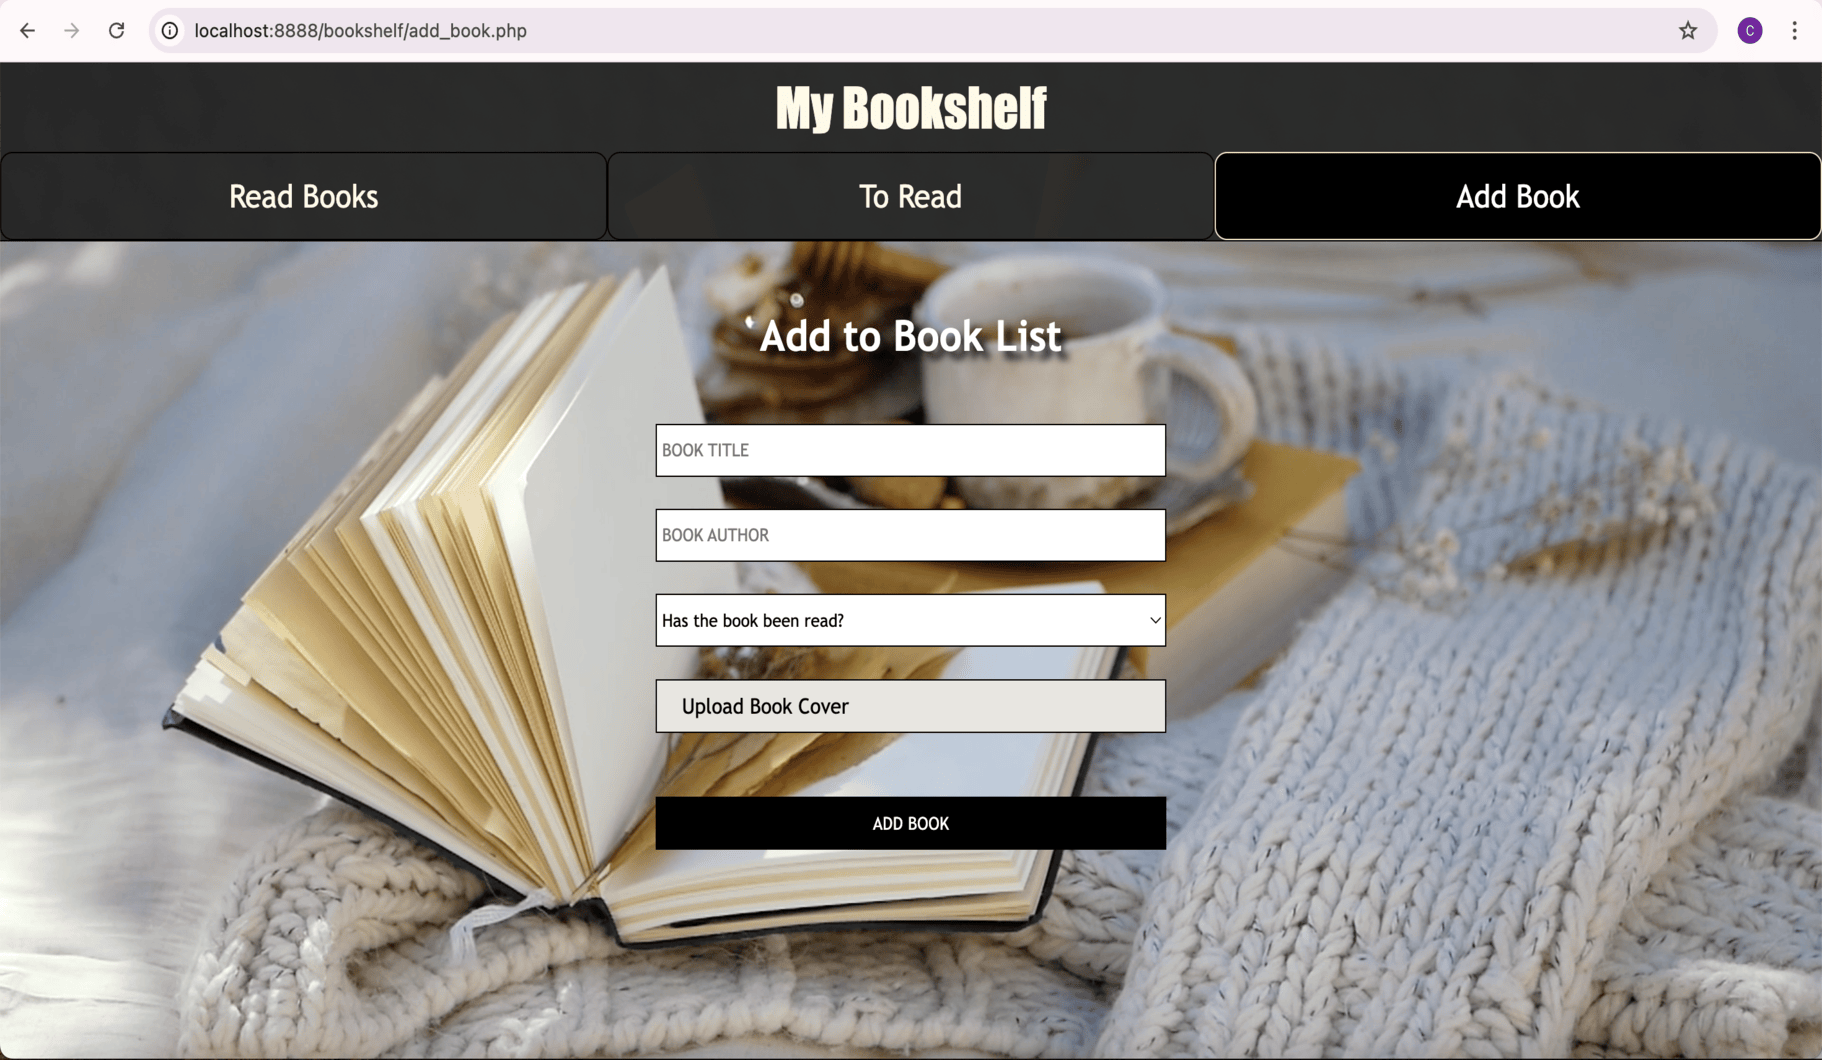 localhost:8888/bookshelf/add_book.php
C
My Bookshelf
Read Books
To Read
Add Book
Add to Book List
BOOK TITLE
BOOK AUTHOR
Has the book been read?
Upload Book Cover
ADD BOOK